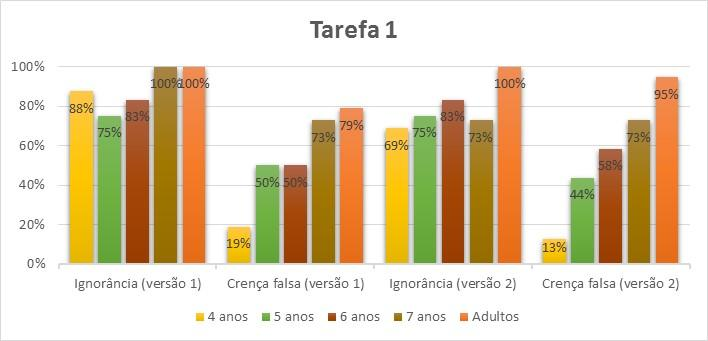 Tarefa 1
100%
80%
60%
40%
20%
0%
88%
75%
83%
100%
100%
19%
50%
50%
73%
79%
69%
75%
83%
73%
100%
13%
44%
58%
73%
95%
Ignorância (versão 1)
Crença falsa (versão 1)
Ignorância (versão 2)
Crença falsa (versão 2)
4 anos
5 anos
6 anos
7 anos
Adultos